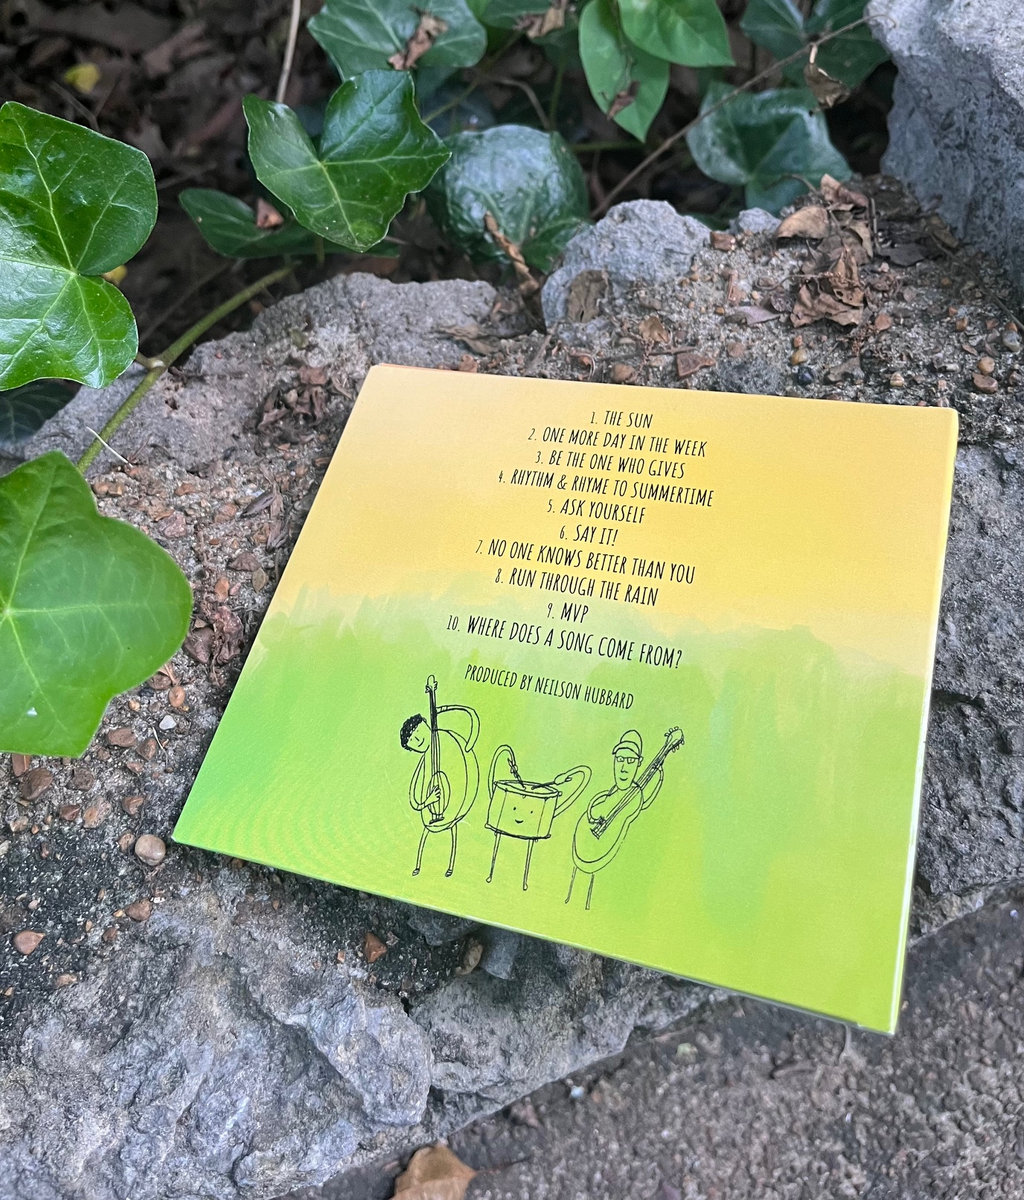 1. THE SUN
2. ONE MORE DAY IN THE WEEK
3. BE THE ONE WHO GIVES
4. RHYTHM & RHYME TO SUMMERTIME
5. ASK YOURSELF
6. SAY IT!
7. NO ONE KNOWS BETTER THAN YOU
8. RUN THROUGH THE RAIN
9. MVP
10. WHERE DOES A SONG COME FROM?
PRODUCED BY NEILSON HUBBARD